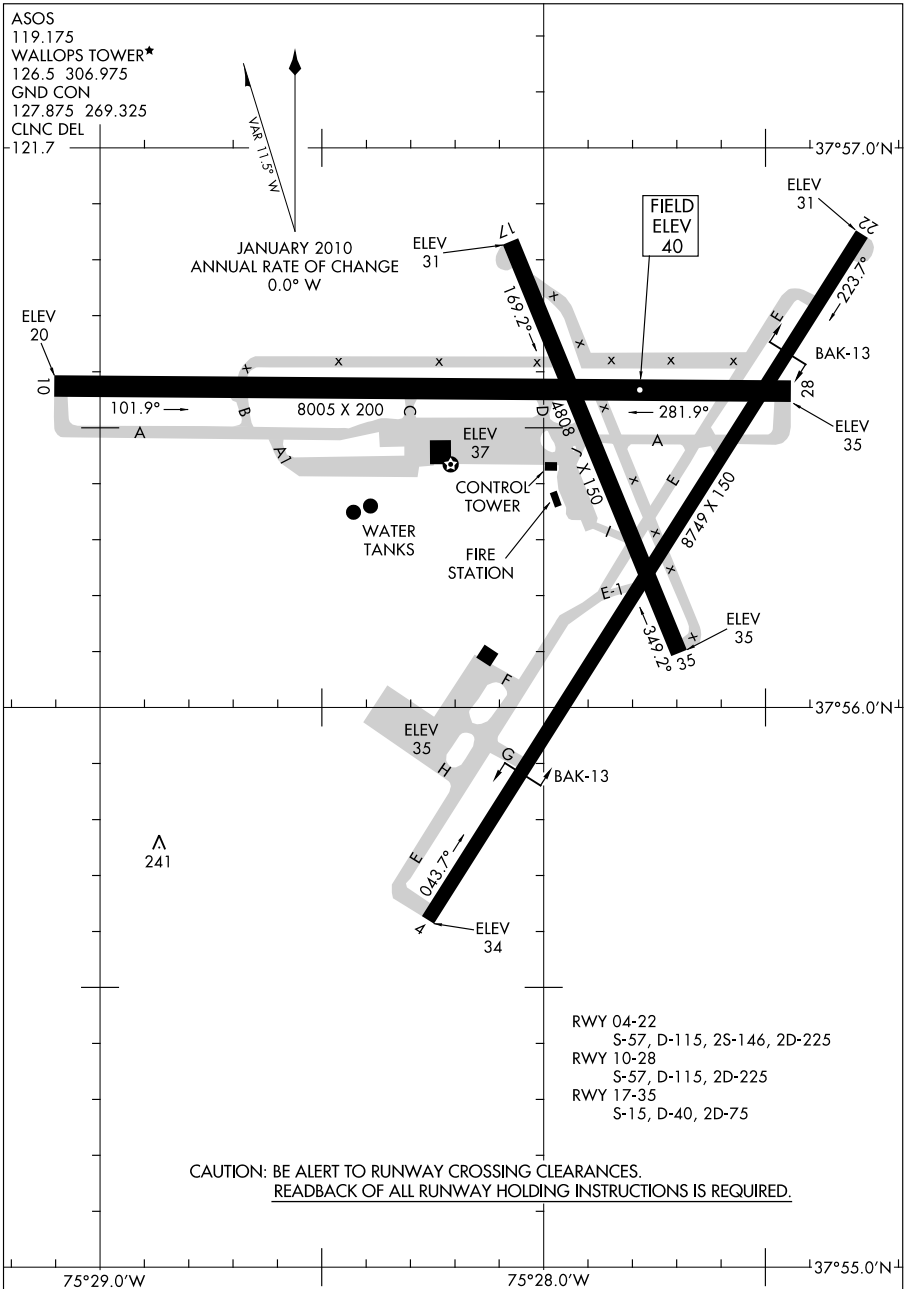 ASOS
119.175
WALLOPS TOWER★
126.5 306.975
GND CON
127.875 269.325
CLNC DEL
121.7
VAR 11.5° W
JANUARY 2010
ANNUAL RATE OF CHANGE
0.0° W
37°57.0'N
ELEV
31
17
ELEV
31
22
FIELD
ELEV
40
223.7°
169.2°
E
BAK-13
ELEV
20
10
x
x
x
x
x
x
x
x
x
28
101.9°
8005 X 200
281.9°
ELEV
35
A
B
C
D
A1
ELEV
37
4808 X 150
x
A
J
x
E
8749 X 150
CONTROL
TOWER
WATER
TANKS
FIRE
STATION
I
x
x
E-1
x
349.2°
35
ELEV
35
F
37°56.0'N
ELEV
35
G
H
BAK-13
241
E
043.7°
4
ELEV
34
RWY 04-22
S-57, D-115, 2S-146, 2D-225
RWY 10-28
S-57, D-115, 2D-225
RWY 17-35
S-15, D-40, 2D-75
CAUTION: BE ALERT TO RUNWAY CROSSING CLEARANCES.
READBACK OF ALL RUNWAY HOLDING INSTRUCTIONS IS REQUIRED.
37°55.0'N
75°29.0'W
75°28.0'W